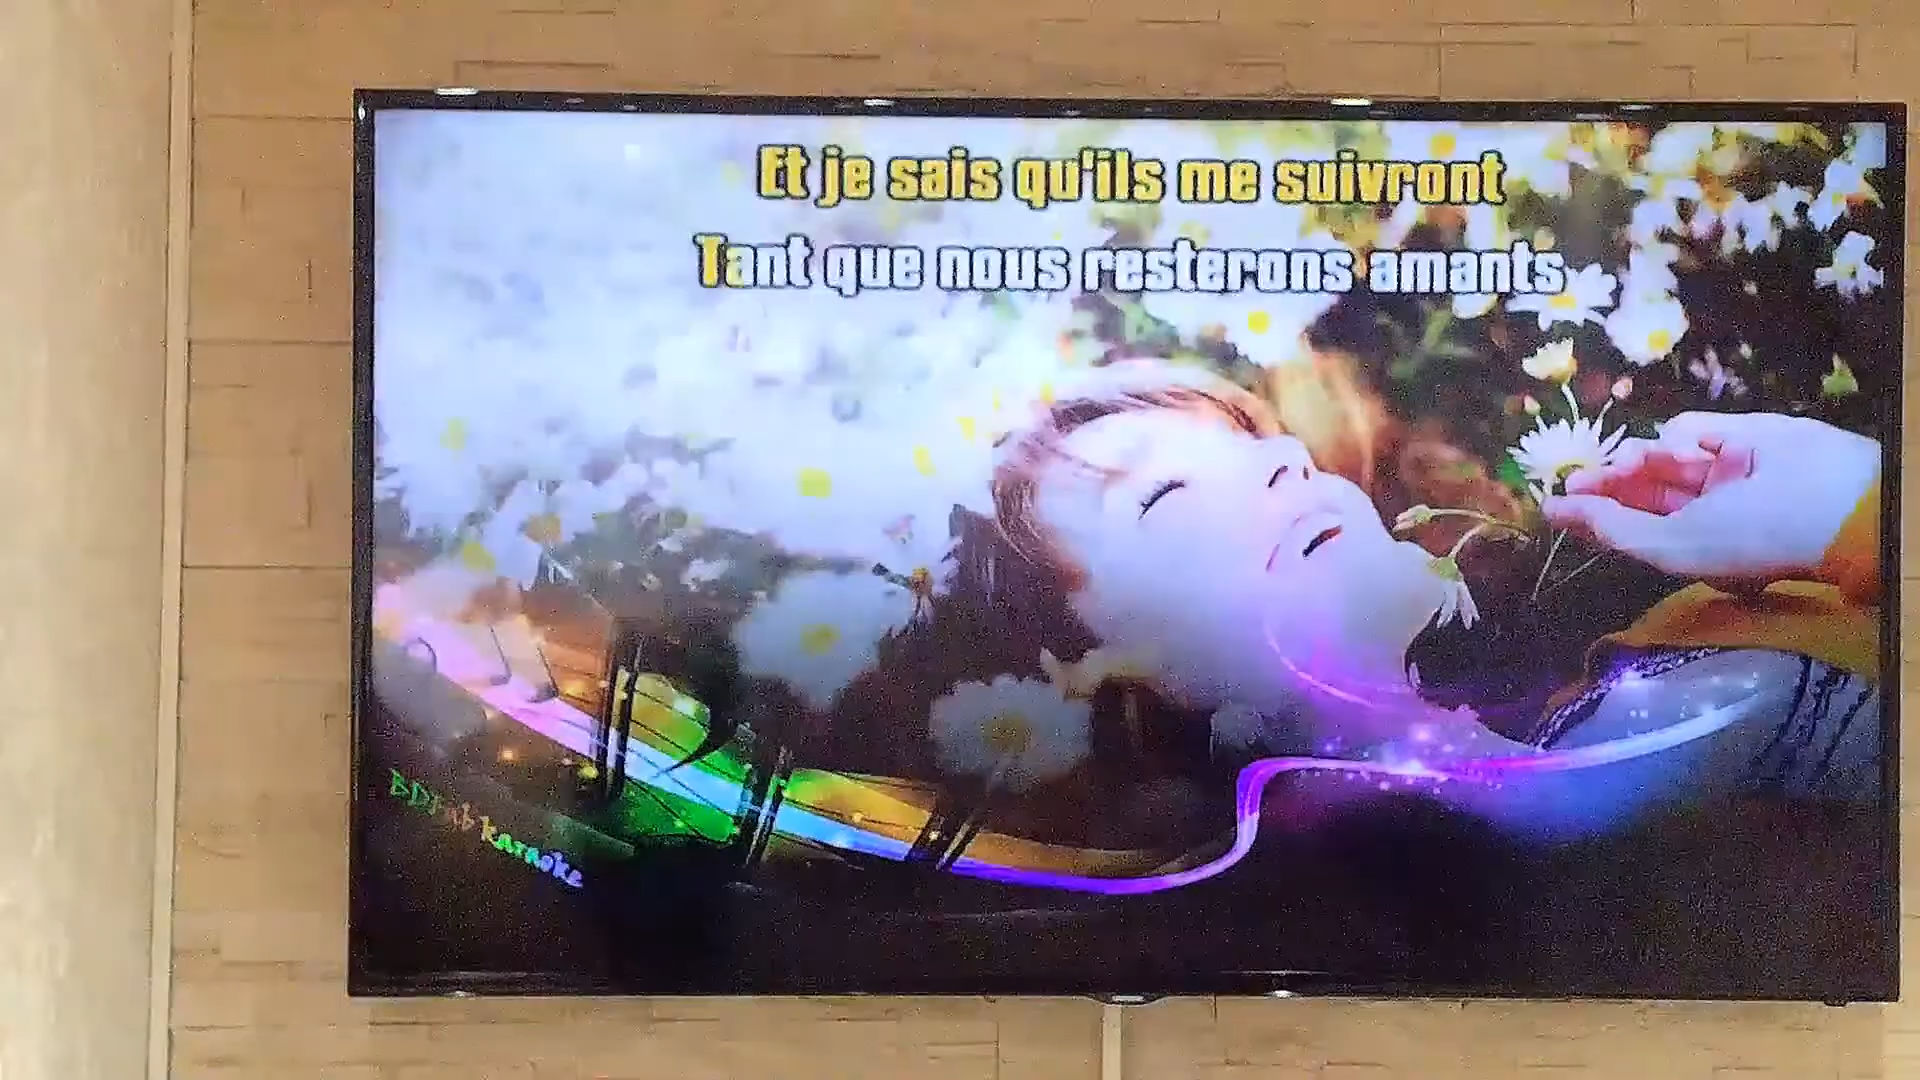 Et je sais qu'ils me suivront
Tant que nous resterons amants
karaoke